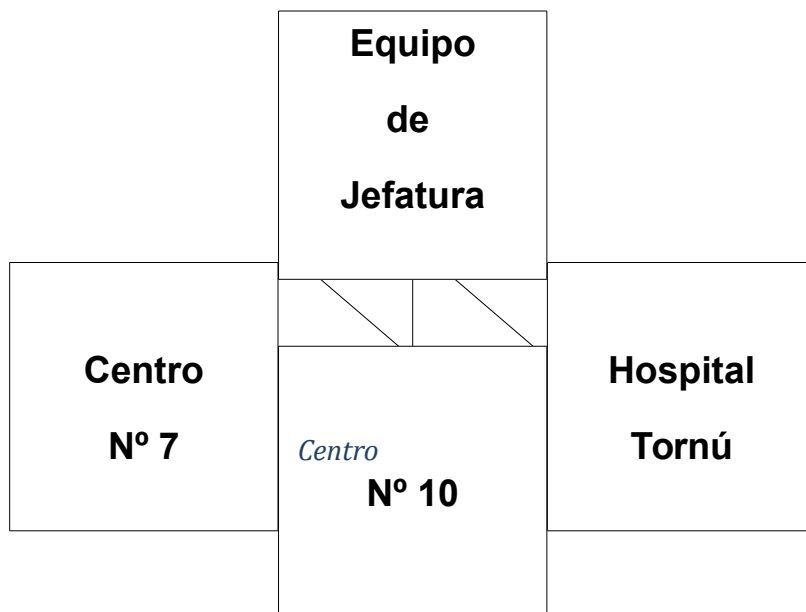 Equipo
de
Jefatura
Centro
Nº 7
Centro
Nº 10
Hospital
Tornú